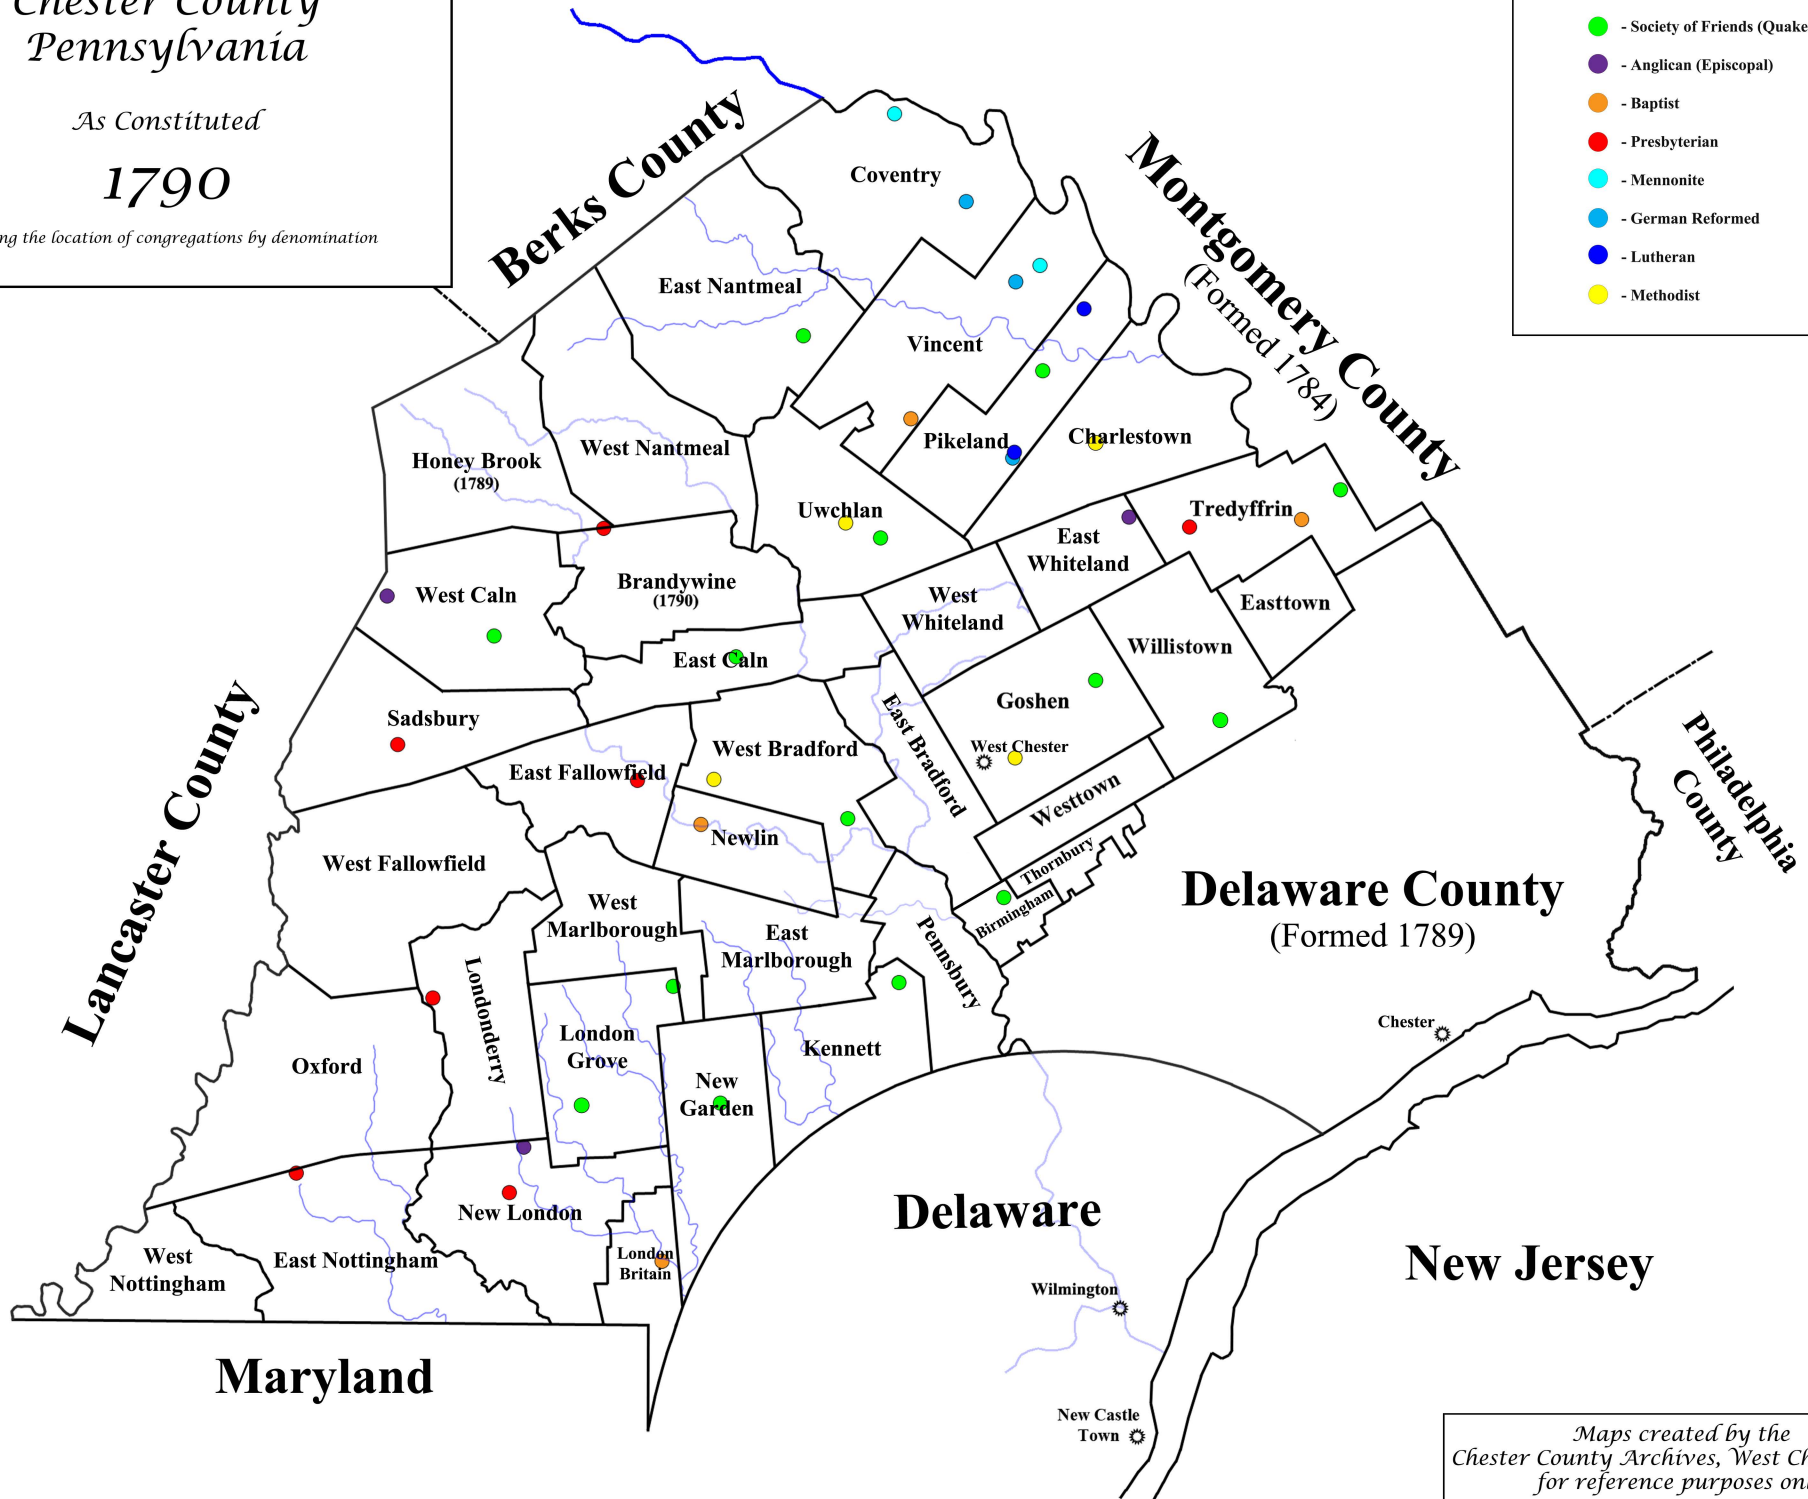 Chester County
Pennsylvania
As Constituted
1790
the location of congregations by denomination
- Society of Friends
- Anglican (Episcopal)
- Baptist
- Presbyterian
- Mennonite
- German Reformed
- Lutheran
- Methodist
Berks County
Montgomery County
(Formed 1784)
Coventry
East Nantmeal
Vincent
Pikeland
Charlestown
Honey Brook
(1789)
West Nantmeal
Uwchlan
Tredyffrin
East
Whiteland
West Caln
Brandywine
(1790)
West
Whiteland
Easttown
East Caln
Willistown
Lancaster County
Sadsbury
Goshen
West Chester
East Bradford
West Bradford
East Fallowfield
Newlin
Westtown
Thornbury
Birmingham
Philadelphia
County
West Fallowfield
Delaware County
(Formed 1789)
West
Marlborough
East
Marlborough
Pennsbury
Londonderry
London
Grove
Kennett
Chester
Oxford
New
Garden
New London
Delaware
London
Britain
West
Nottingham
East Nottingham
Wilmington
New Jersey
Maryland
New Castle
Town
Maps created by the
Chester County Archives, West
for reference purposes